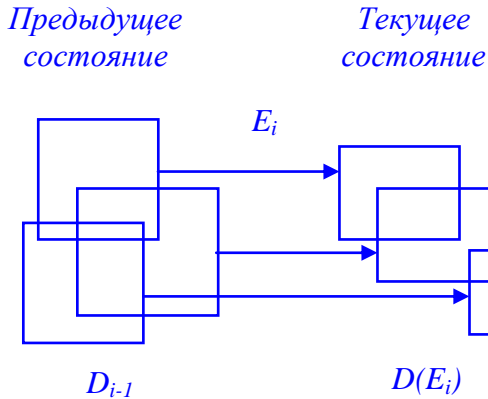 Предыдущее состояние
Текущее состояние
E_i
D_{i-1}
D(E_i)